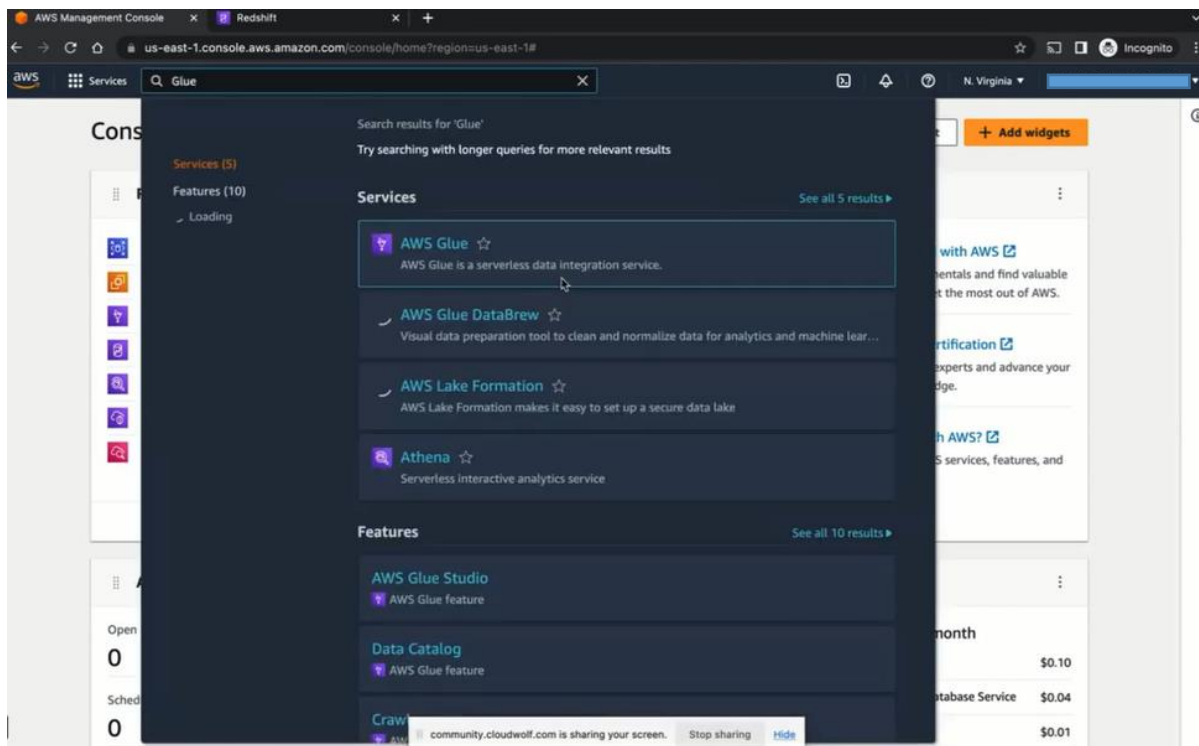 AWS Management Console
Redshift
us-east-1.console.aws.amazon.com/console/home?region=us-east-1#
Incognito
aws
Services
Glue
N. Virginia
Cons
Search results for 'Glue'
Try searching with longer queries for more relevant results
+ Add widgets
Services (5)
Features (10)
Loading
Services
See all 5 results
AWS Glue
AWS Glue is a serverless data integration service.
with AWS
entals and find valuable
t the most out of AWS.
AWS Glue DataBrew
Visual data preparation tool to clean and normalize data for analytics and machine lear...
rtification
experts and advance your
dge.
AWS Lake Formation
AWS Lake Formation makes it easy to set up a secure data lake
h AWS?
S services, features, and
Athena
Serverless interactive analytics service
Features
See all 10 results
AWS Glue Studio
AWS Glue feature
Open
0
month
$0.10
Data Catalog
AWS Glue feature
Sched
0
atabase Service
$0.04
$0.01
Craw
community.cloudwolf.com is sharing your screen.
Stop sharing
Hide